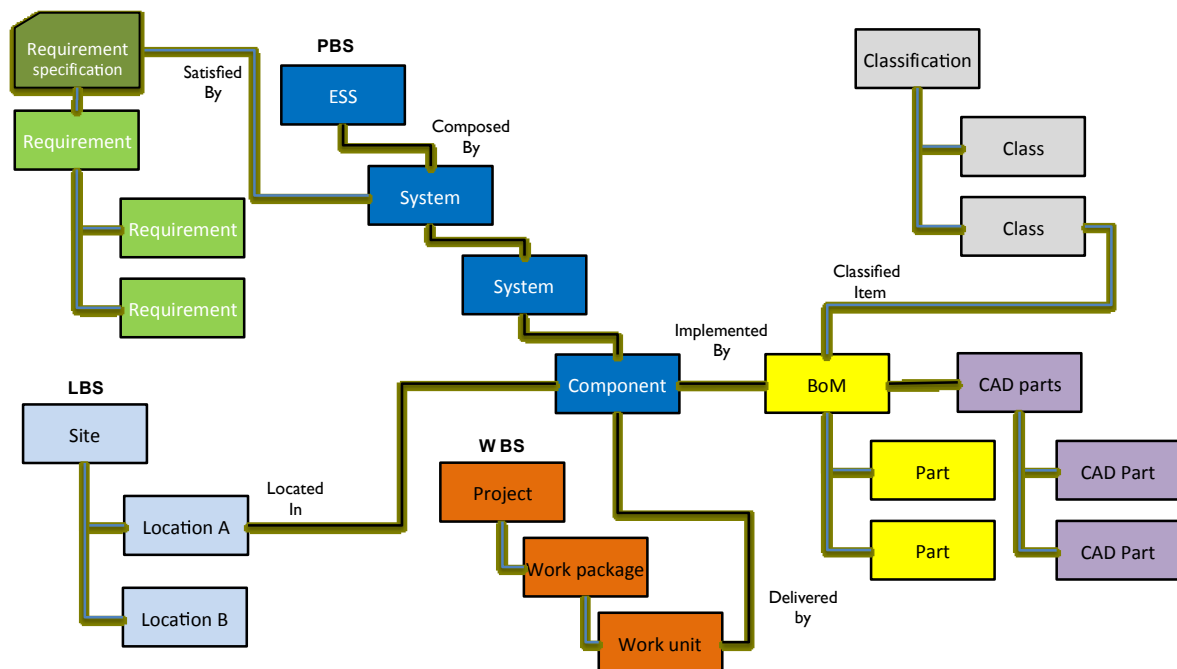 Requirement
specification
Satisfied
By
PBS
ESS
Composed
By
Classification
Requirement
Class
System
Requirement
Class
System
Requirement
Classified
Item
Implemented
By
LBS
Component
BoM
CAD parts
Site
WBS
Project
Part
CAD Part
Located
In
Location A
Work package
Part
CAD Part
Location B
Work unit
Delivered
by